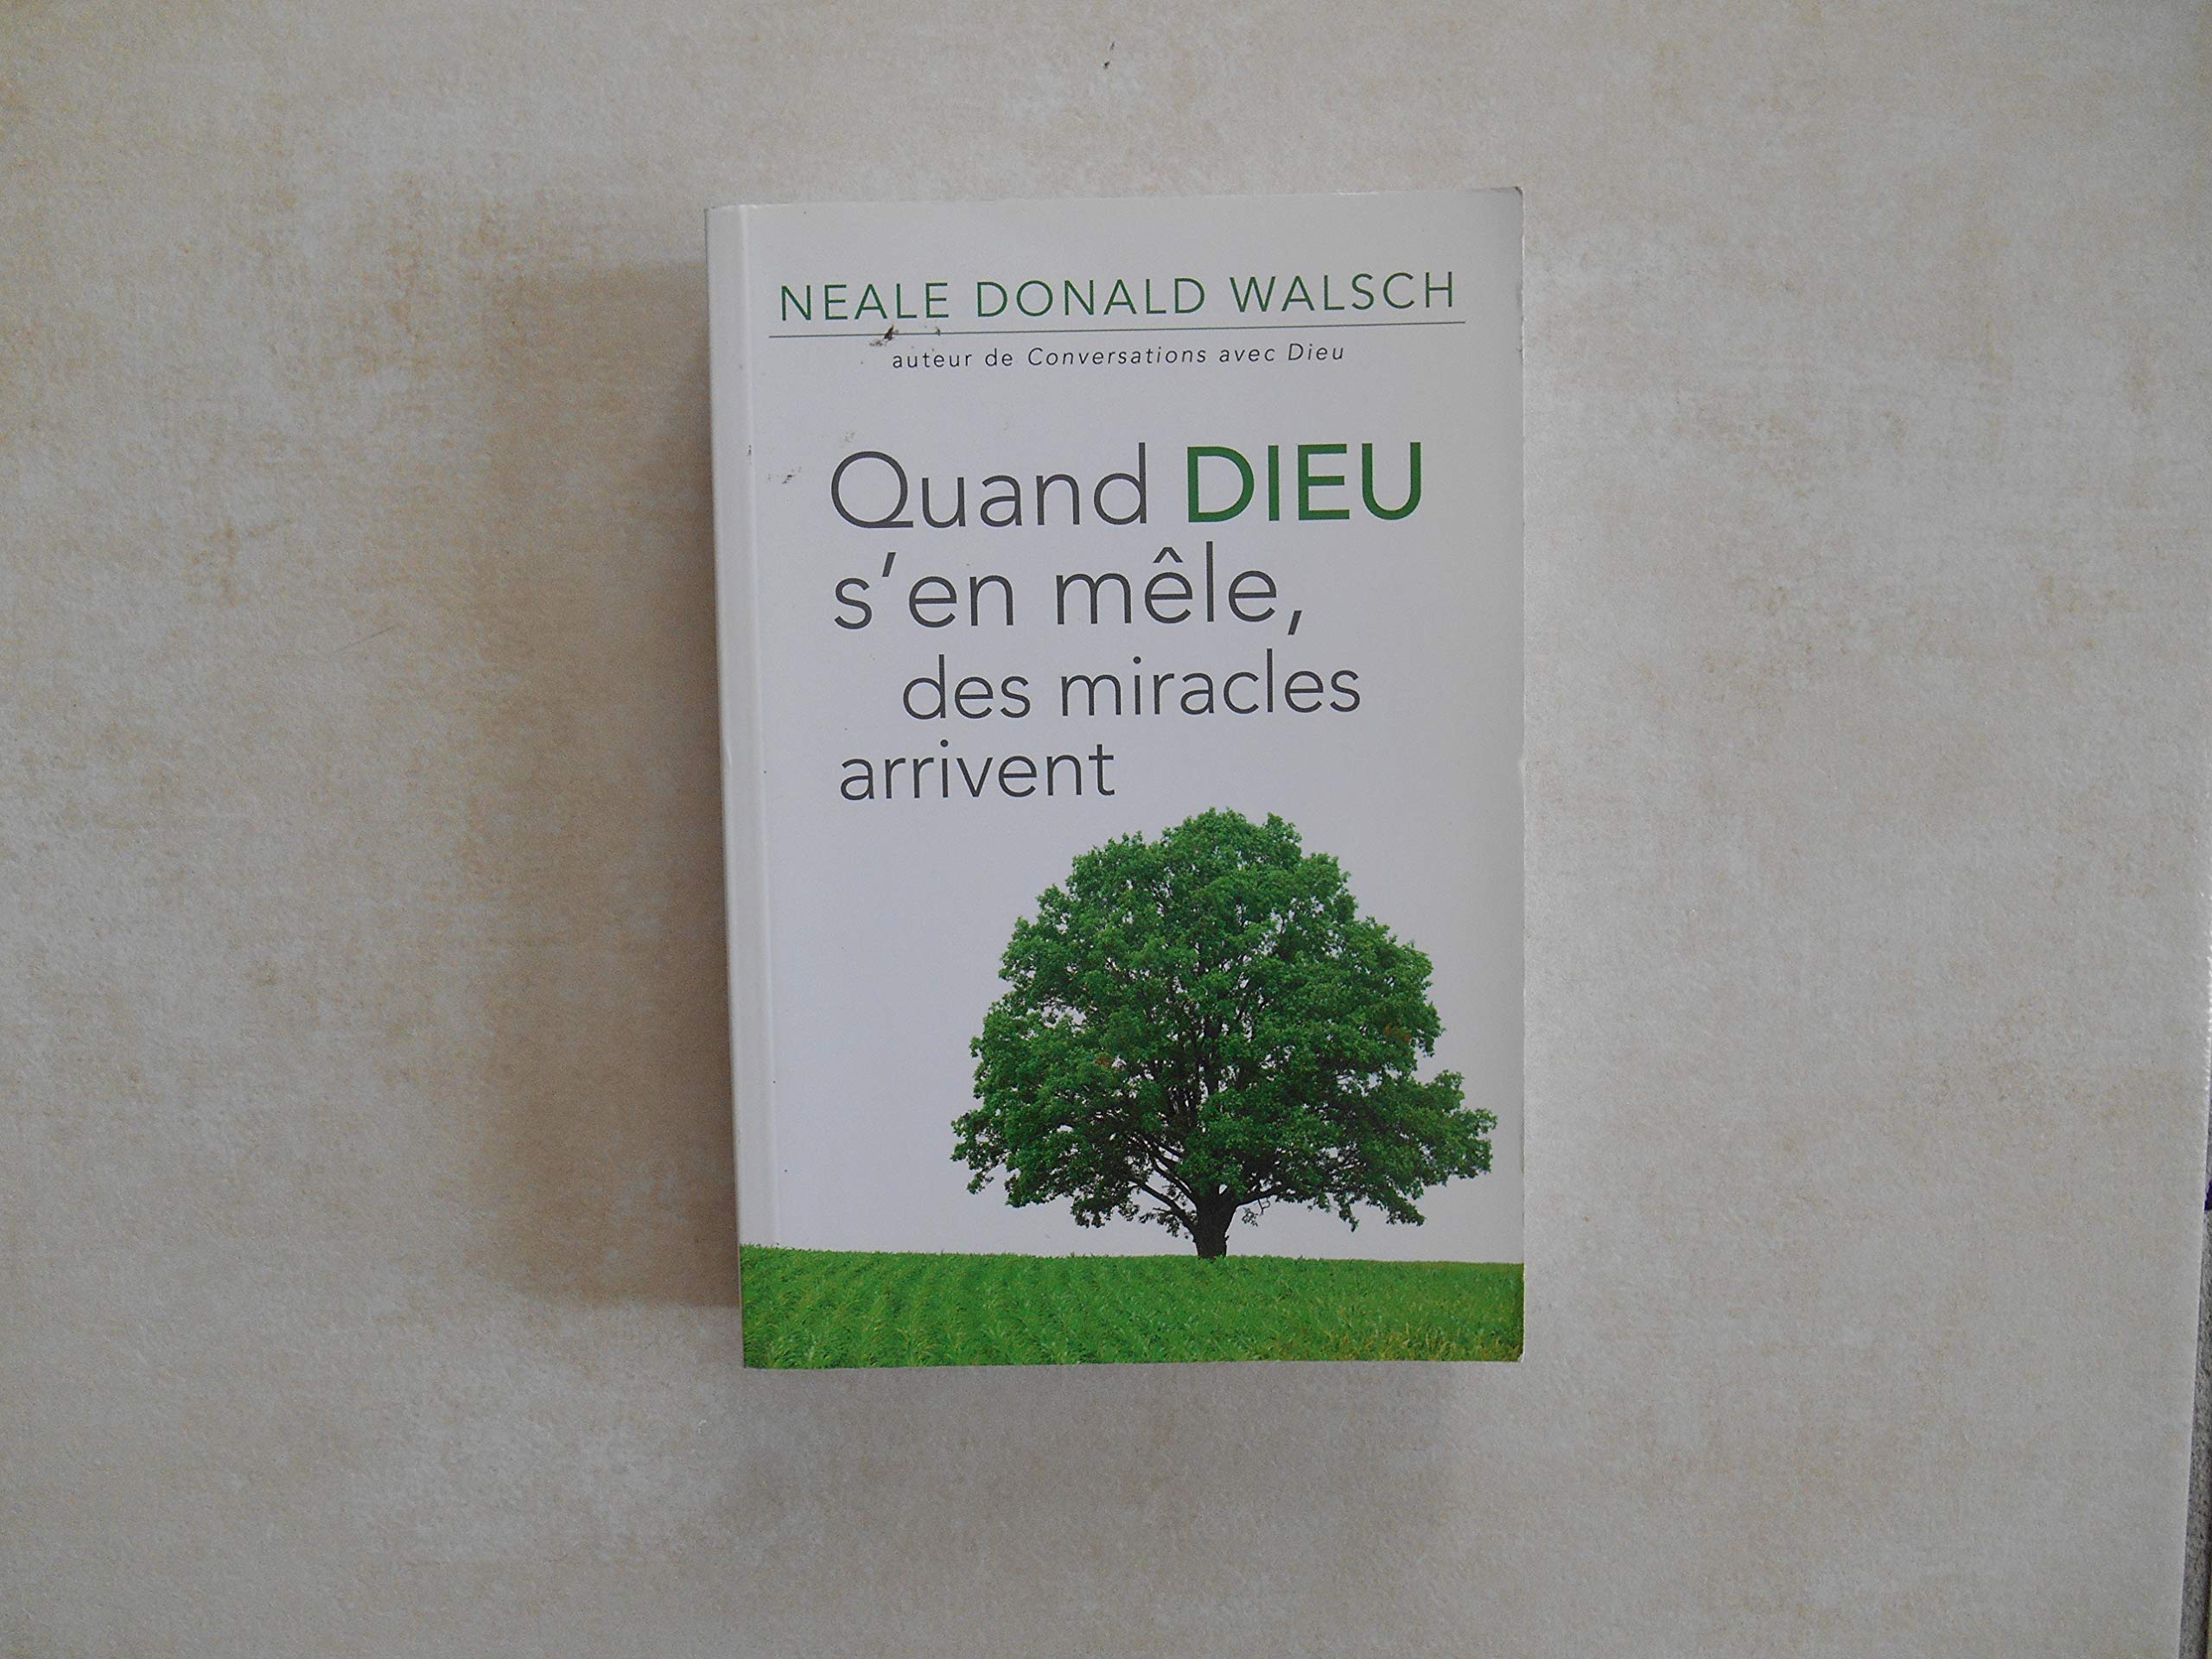 NEALE DONALD WALSCH
auteur de Conversations avec Dieu
Quand DIEU
s'en mêle,
des miracles
arrivent